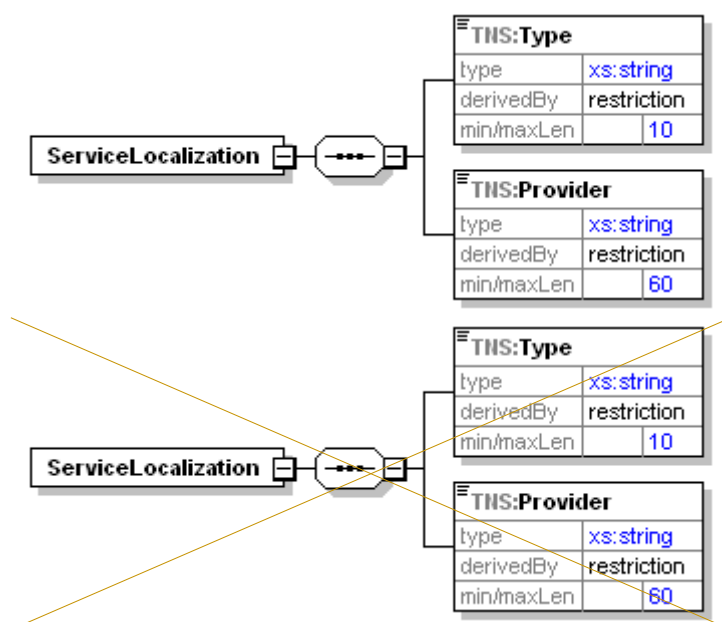 TNS:Type
type xs:string
derivedBy restriction
min/maxLen 10
ServiceLocalization
TNS:Provider
type xs:string
derivedBy restriction
min/maxLen 60
TNS:Type
type xs:string
derivedBy restriction
min/maxLen 10
ServiceLocalization
TNS:Provider
type xs:string
derivedBy restriction
min/maxLen 60